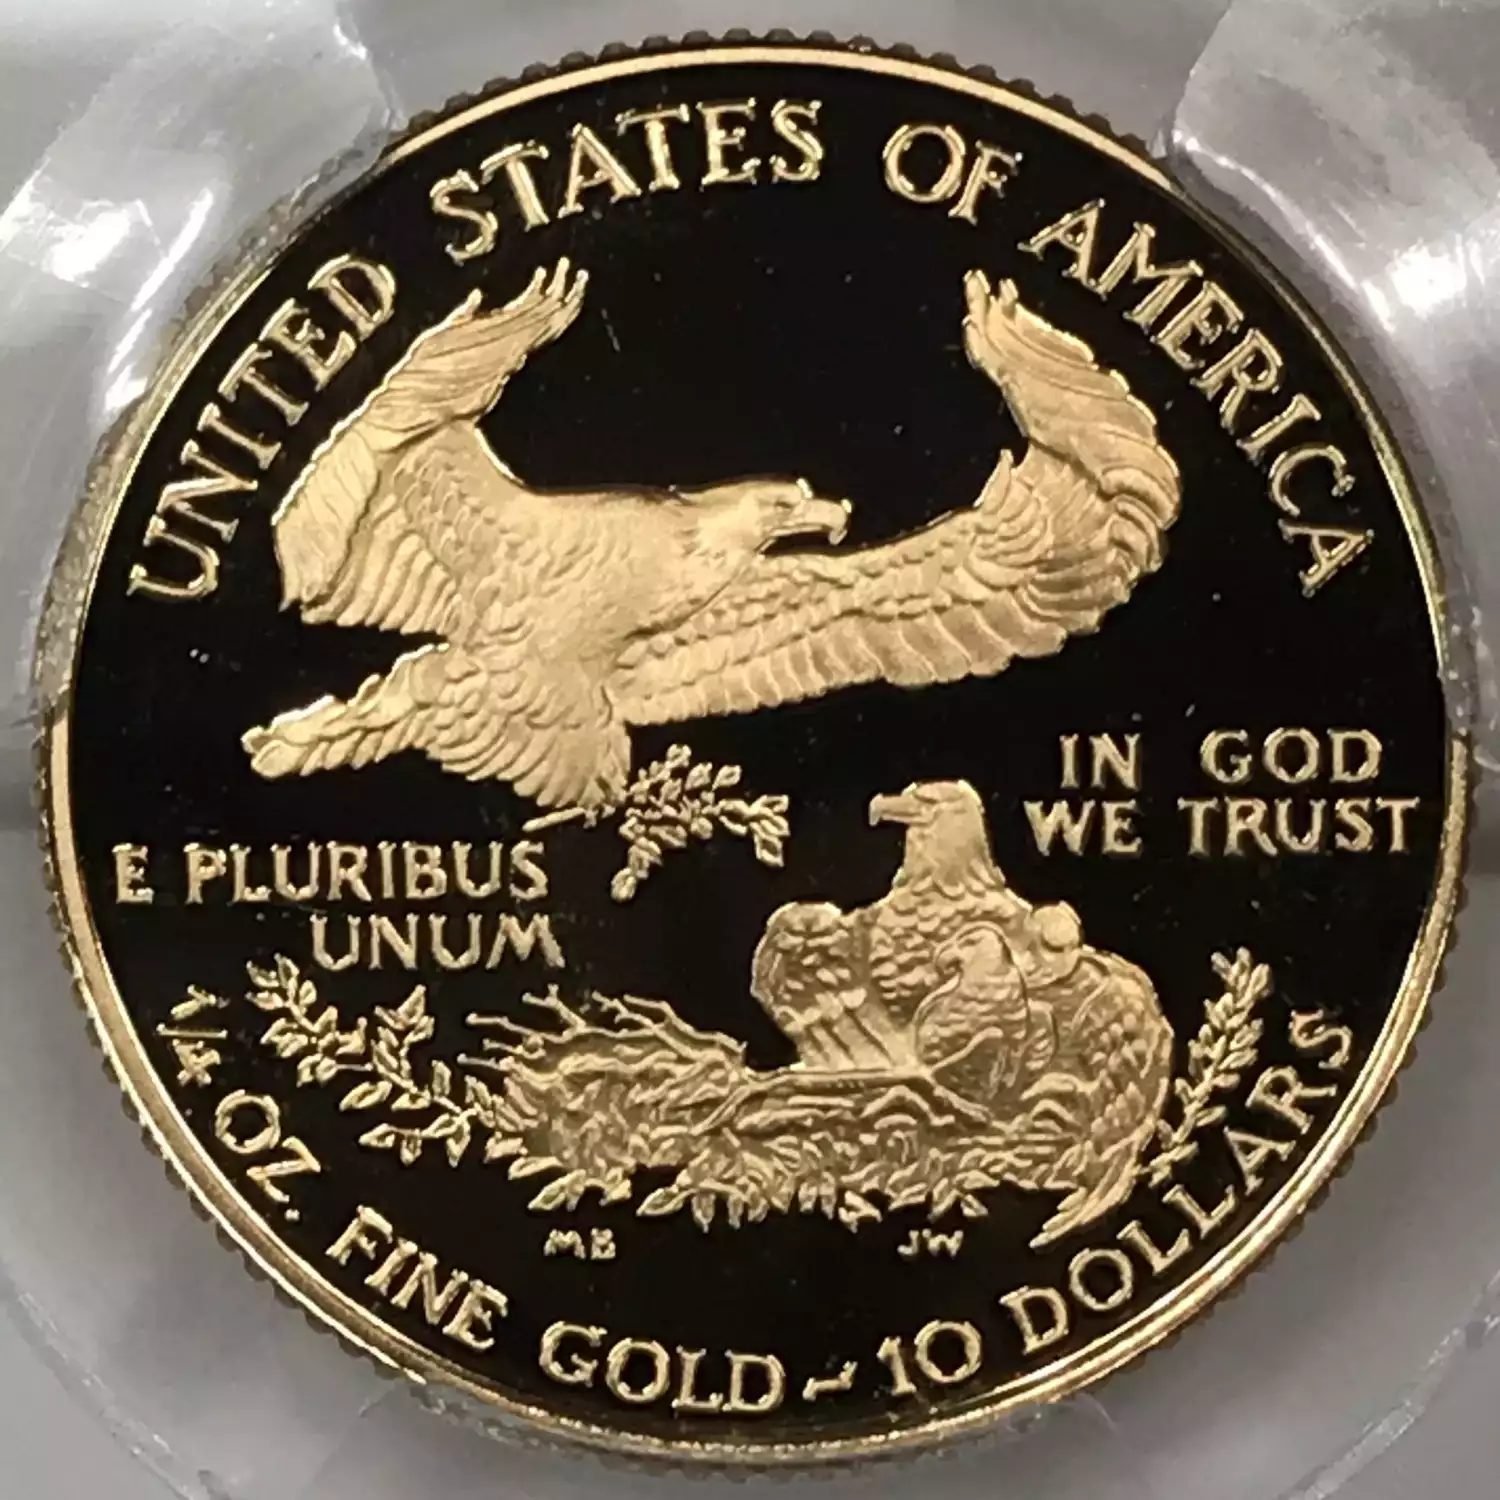 UNITED STATES OF AMERICA
IN GOD
WE TRUST
E PLURIBUS
UNUM
MB JW
1/4 OZ. FINE GOLD~10 DOLLARS